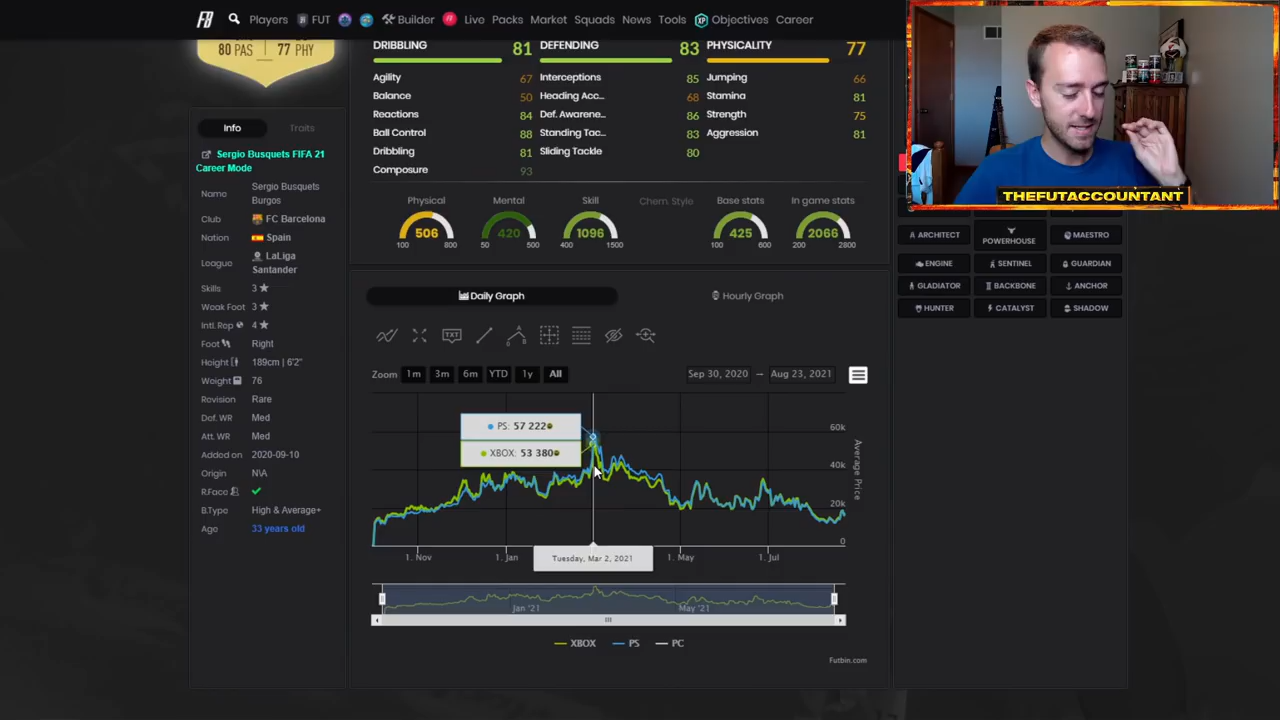 F8 Players FUT Builder Live Packs Market Squads News Tools XP Objectives Career
80 PAS 77 PHY
DRIBBLING 81 DEFENDING 83 PHYSICALITY 77
Agility 67 Interceptions 85 Jumping 66
Balance 50 Heading Acc... 68 Stamina 81
Reactions 84 Def. Awarene... 86 Strength 75
Ball Control 88 Standing Tac... 83 Aggression 81
Dribbling 81 Sliding Tackle 80
Composure 93
Info Traits
Sergio Busquets FIFA 21
Career Mode
Name Sergio Busquets
Burgos
Club FC Barcelona
Nation Spain
League LaLiga
Santander
Skills 3
Weak Foot 3
Intl. Rep 4
Foot Right
Height 189cm | 6'2"
Weight 76
Revision Rare
Def. WR Med
Att. WR Med
Added on 2020-09-10
Origin N\A
R.Face
B.Type High & Average+
Age 33 years old
Physical Mental Skill Chem. Style Base stats In game stats
506 420 1096 425 2066
100 800 50 500 400 1500 100 600 200 2800
Daily Graph Hourly Graph
TXT
Zoom 1m 3m 6m YTD 1y All Sep 30, 2020 → Aug 23, 2021
PS: 57 222
XBOX: 53 380
60k
40k
20k
0
Average Price
1. Nov 1. Jan Tuesday, Mar 2, 2021 1. May 1. Jul
Jan '21 May '21
XBOX PS PC
Futbin.com
THEFUTACCOUNTANT
ARCHITECT POWERHOUSE MAESTRO
ENGINE SENTINEL GUARDIAN
GLADIATOR BACKBONE ANCHOR
HUNTER CATALYST SHADOW